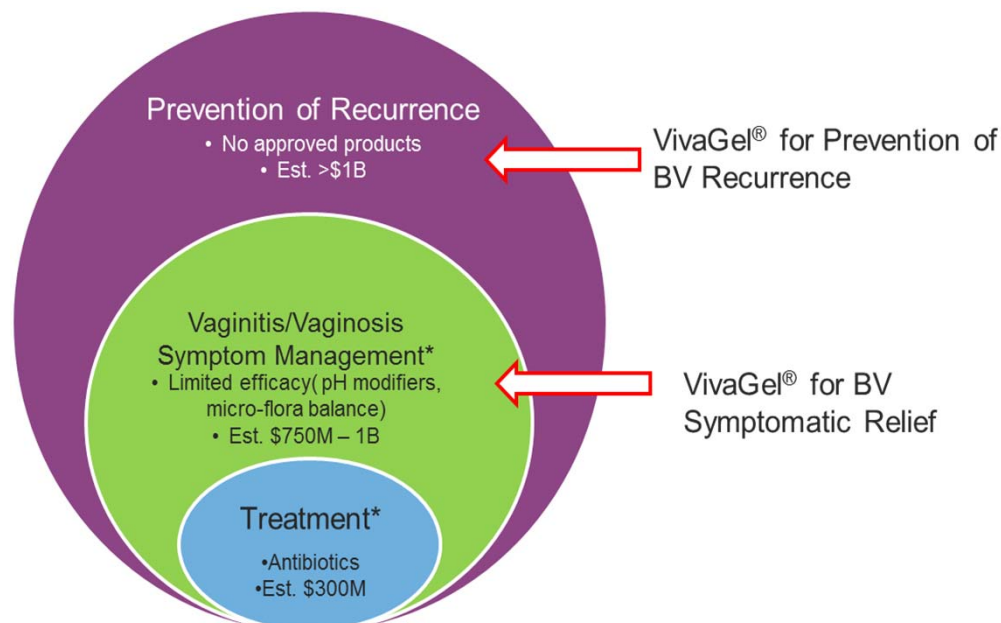 Prevention of Recurrence
• No approved products
• Est. >$1B
VivaGel® for Prevention of
BV Recurrence
Vaginitis/Vaginosis
Symptom Management*
• Limited efficacy( pH modifiers,
micro-flora balance)
• Est. $750M – 1B
VivaGel® for BV
Symptomatic Relief
Treatment*
•Antibiotics
•Est. $300M